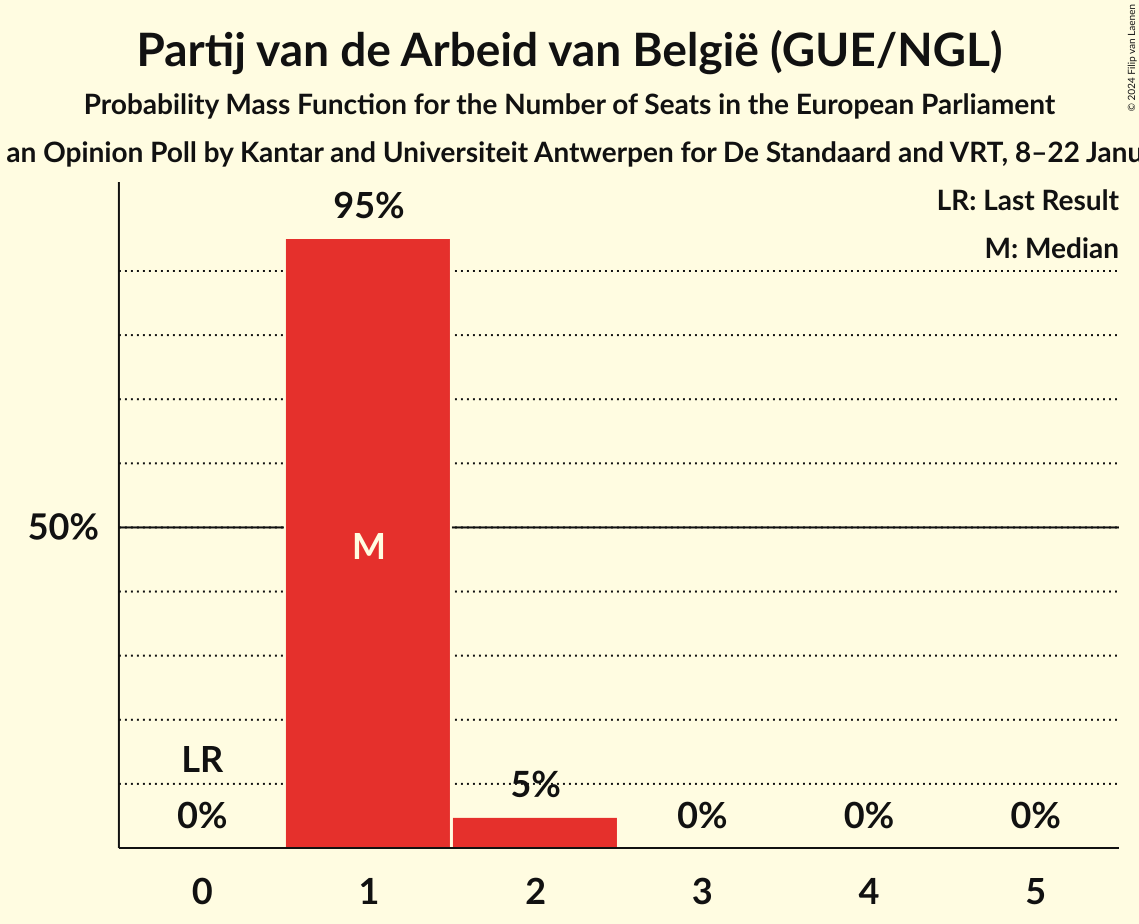 Partij van de Arbeid van België (GUE/NGL)
Probability Mass Function for the Number of Seats in the European Parliament
an Opinion Poll by Kantar and Universiteit Antwerpen for De Standaard and VRT, 8–22 Janu
© 2024 Filip van Laenen
LR: Last Result
M: Median
95%
50%
M
LR
0%
5%
0%
0%
0%
0
1
2
3
4
5